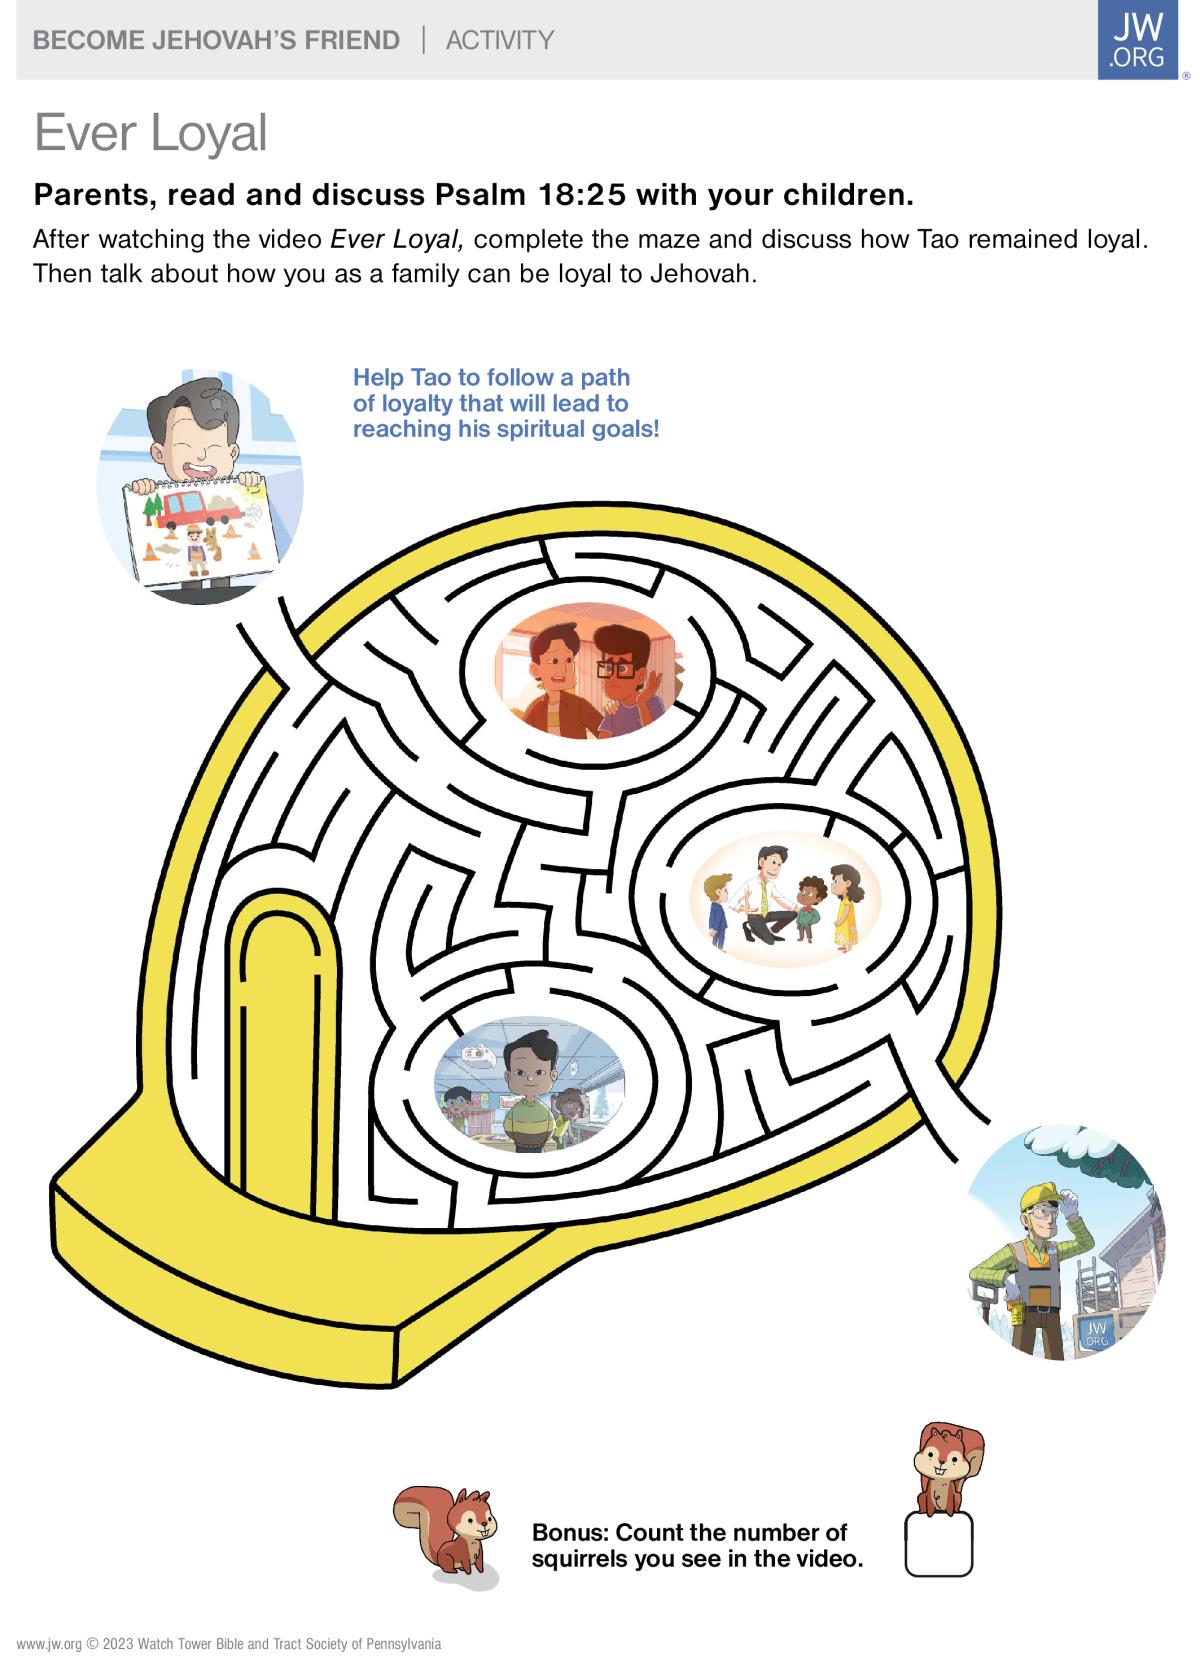 BECOME JEHOVAH'S FRIEND | ACTIVITY
JW
.ORG
®
Ever Loyal
Parents, read and discuss Psalm 18:25 with your children.
After watching the video Ever Loyal, complete the maze and discuss how Tao remained loyal.
Then talk about how you as a family can be loyal to Jehovah.
Help Tao to follow a path
of loyalty that will lead to
reaching his spiritual goals!
JW
.ORG
Bonus: Count the number of
squirrels you see in the video.
www.jw.org © 2023 Watch Tower Bible and Tract Society of Pennsylvania